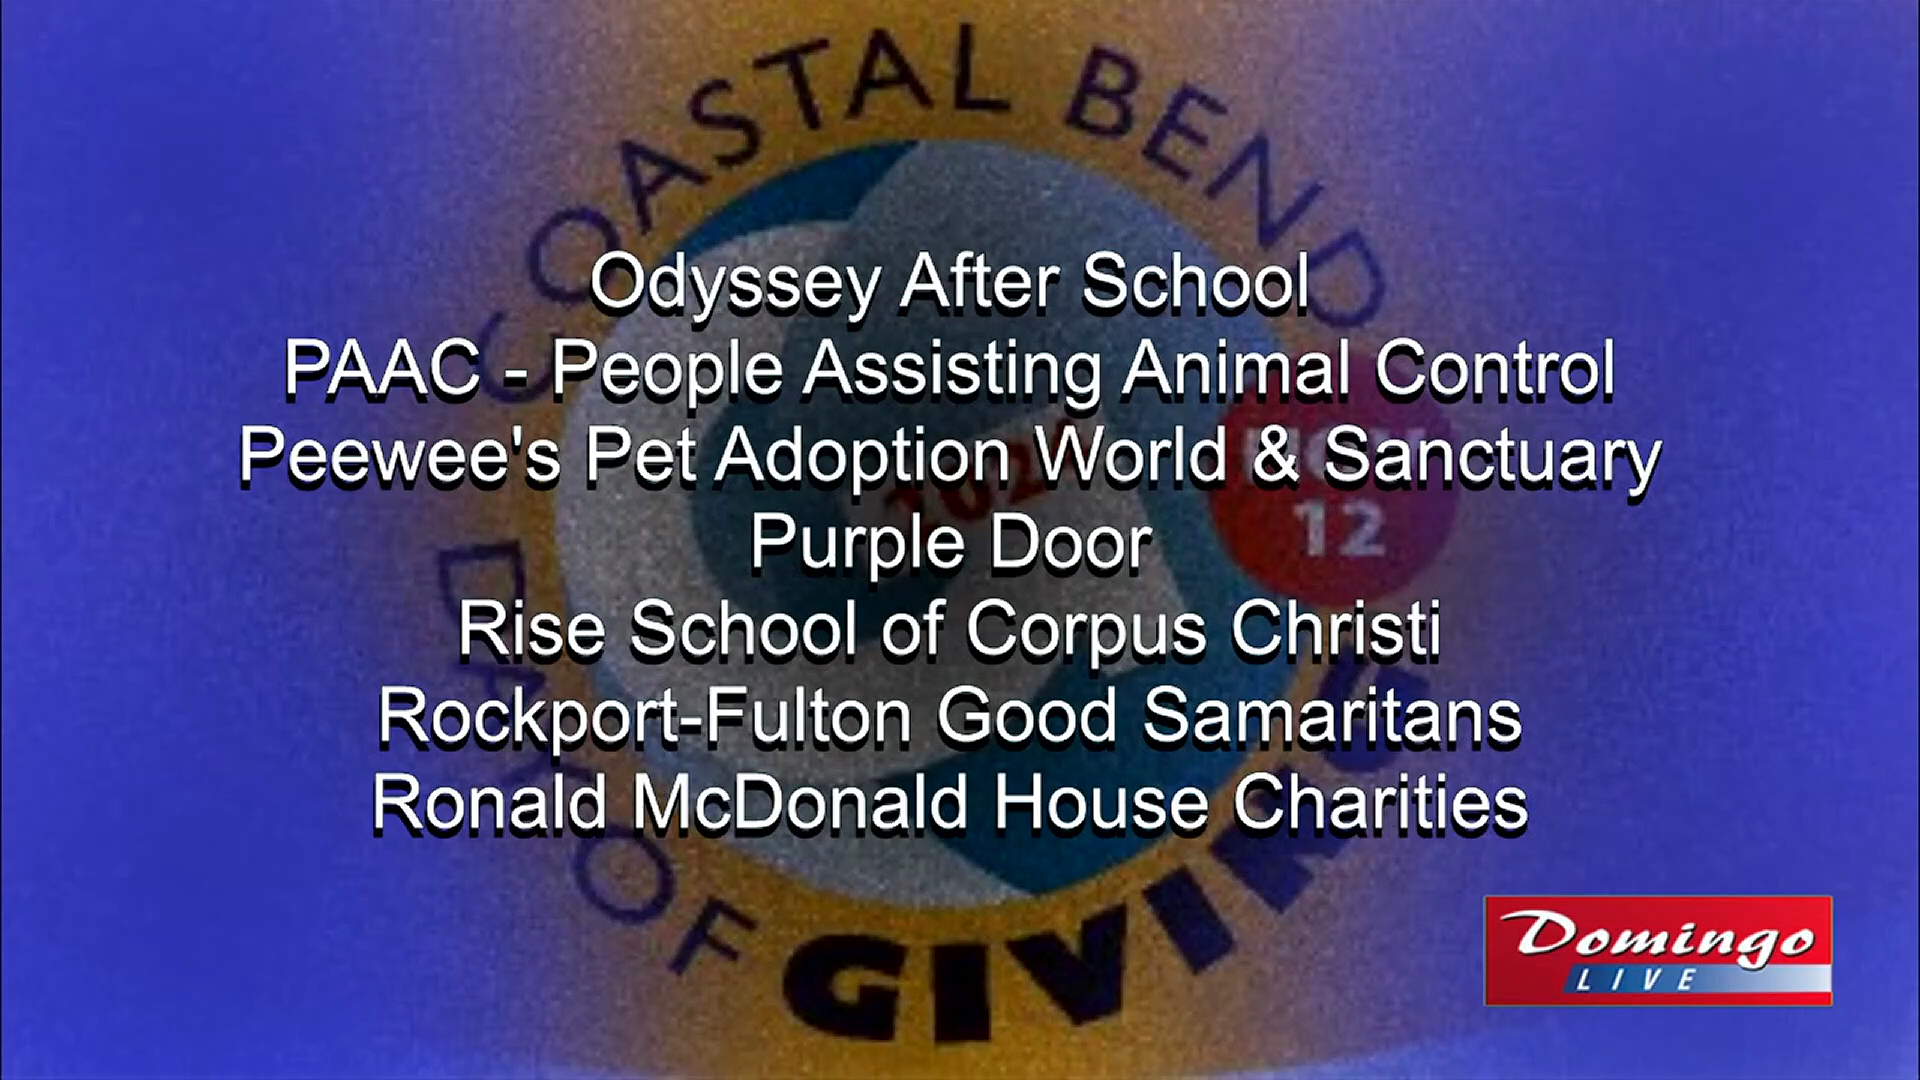 COASTAL BEND
DAY OF
GIVING
12
Odyssey After School
PAAC - People Assisting Animal Control
Peewee's Pet Adoption World & Sanctuary
Purple Door
Rise School of Corpus Christi
Rockport-Fulton Good Samaritans
Ronald McDonald House Charities
Domingo
LIVE